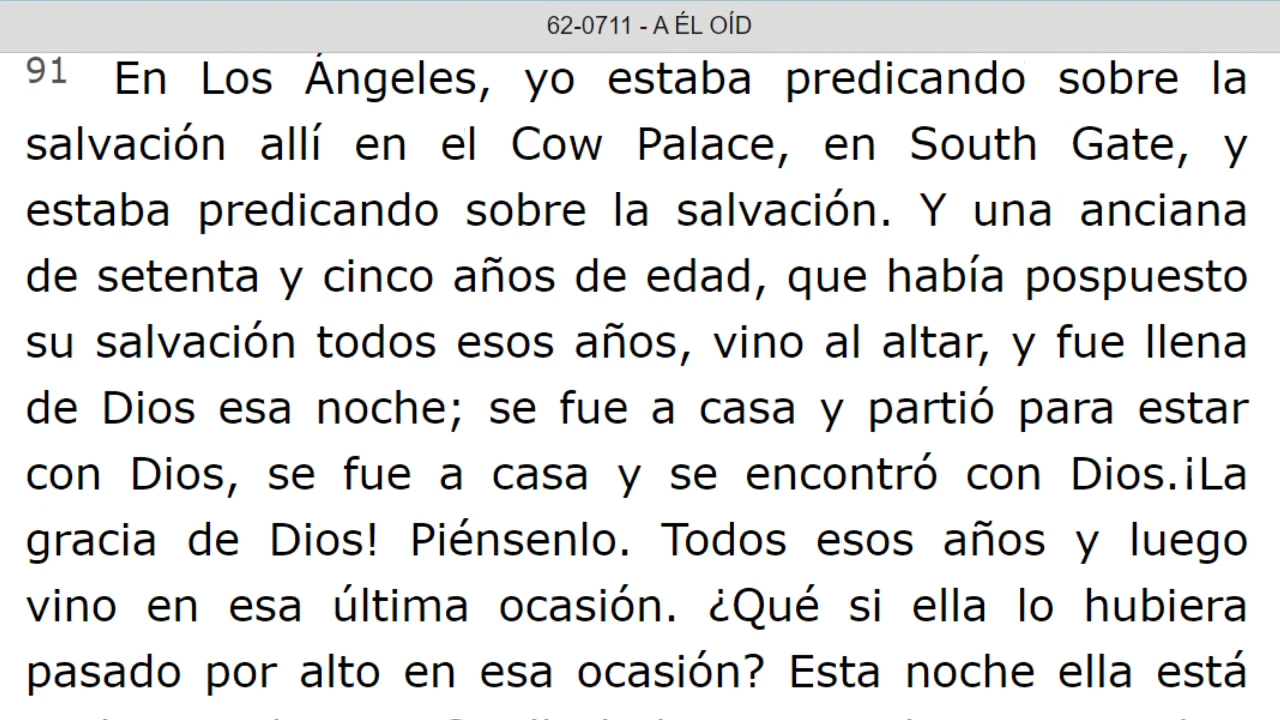 62-0711 - A ÉL OÍD
91 En Los Ángeles, yo estaba predicando sobre la
salvación allí en el Cow Palace, en South Gate, y
estaba predicando sobre la salvación. Y una anciana
de setenta y cinco años de edad, que había pospuesto
su salvación todos esos años, vino al altar, y fue llena
de Dios esa noche; se fue a casa y partió para estar
con Dios, se fue a casa y se encontró con Dios.¡La
gracia de Dios! Piénsenlo. Todos esos años y luego
vino en esa última ocasión. ¿Qué si ella lo hubiera
pasado por alto en esa ocasión? Esta noche ella está